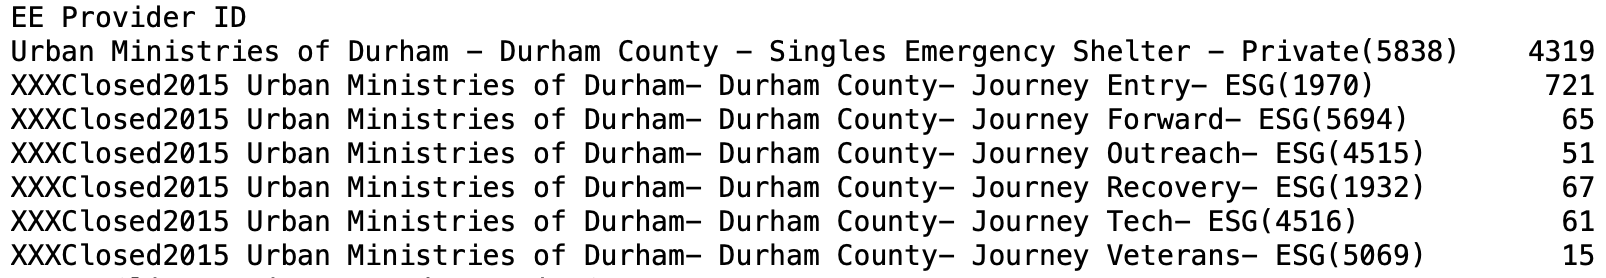 EE Provider ID
Urban Ministries of Durham – Durham County – Singles Emergency Shelter – Private(5838) 4319
XXXClosed2015 Urban Ministries of Durham– Durham County– Journey Entry– ESG(1970) 721
XXXClosed2015 Urban Ministries of Durham– Durham County– Journey Forward– ESG(5694) 65
XXXClosed2015 Urban Ministries of Durham– Durham County– Journey Outreach– ESG(4515) 51
XXXClosed2015 Urban Ministries of Durham– Durham County– Journey Recovery– ESG(1932) 67
XXXClosed2015 Urban Ministries of Durham– Durham County– Journey Tech– ESG(4516) 61
XXXClosed2015 Urban Ministries of Durham– Durham County– Journey Veterans– ESG(5069) 15